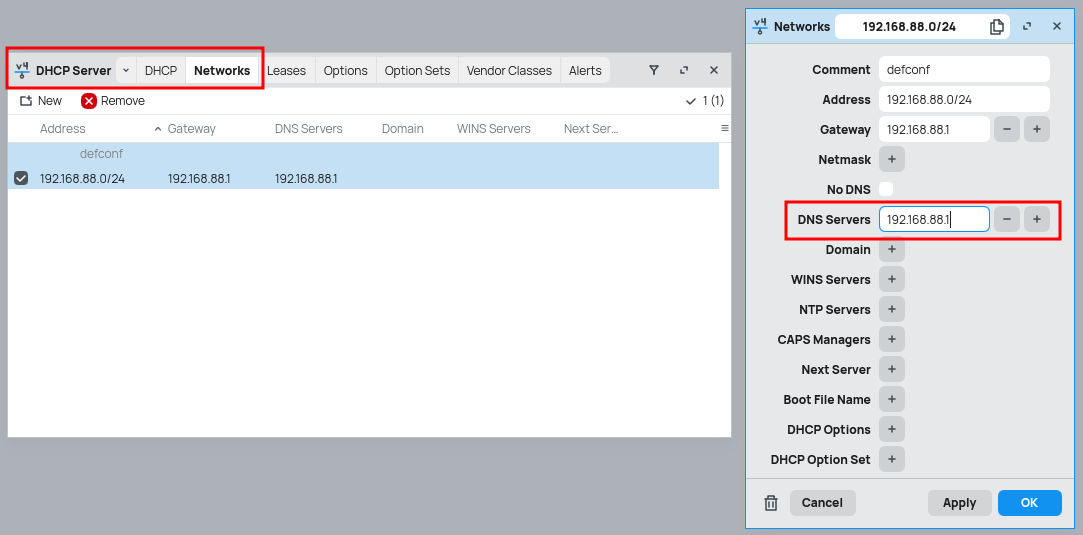 v4 DHCP Server DHCP Networks Leases Options Option Sets Vendor Classes Alerts
New Remove 1 (1)
Address Gateway DNS Servers Domain WINS Servers Next Ser...
defconf
192.168.88.0/24 192.168.88.1 192.168.88.1
v4 Networks 192.168.88.0/24
Comment defconf
Address 192.168.88.0/24
Gateway 192.168.88.1 − +
Netmask +
No DNS
DNS Servers 192.168.88.1 − +
Domain +
WINS Servers +
NTP Servers +
CAPS Managers +
Next Server +
Boot File Name +
DHCP Options +
DHCP Option Set +
Cancel Apply OK